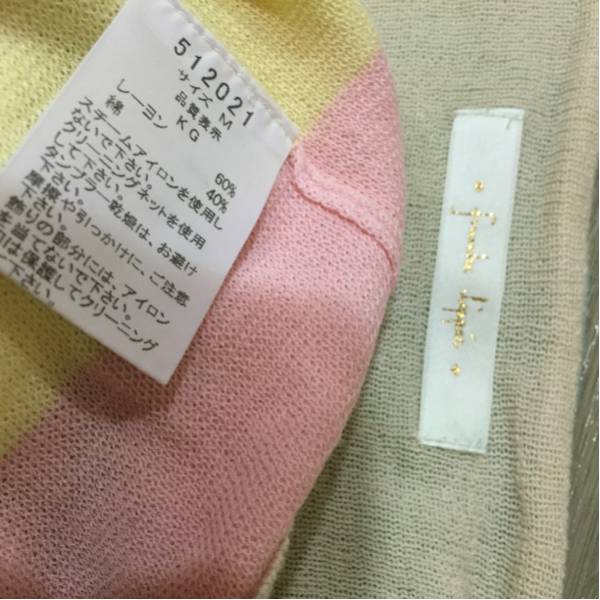 512021
サイズ M
品質表示
KG
レーヨン 60%
綿 40%
スチームアイロンを使用し
ないで下さい。
クリーニングネットを使用
して下さい。
タンブラー乾燥は、お避け
下さい。
摩擦や引っかけに、ご注意
下さい。
飾りの部分には、アイロン
を当てないで下さい。
は保護してクリーニング
下さい。